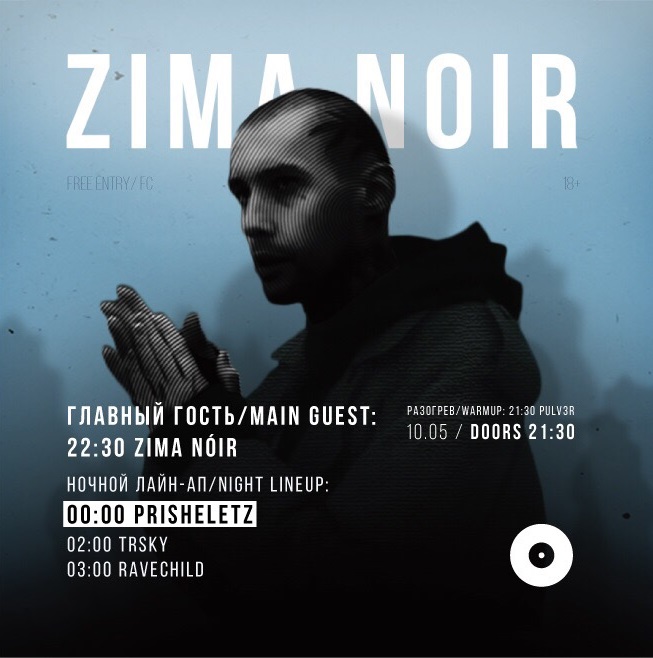 ZIMA NOIR
FREE ENTRY/ FC
18+
ГЛАВНЫЙ ГОСТЬ/MAIN GUEST:
22:30 ZIMA NÓIR
РАЗОГРЕВ/WARMUP: 21:30 PULV3R
10.05 / DOORS 21:30
НОЧНОЙ ЛАЙН-АП/NIGHT LINEUP:
00:00 PRISHELETZ
02:00 TRSKY
03:00 RAVECHILD